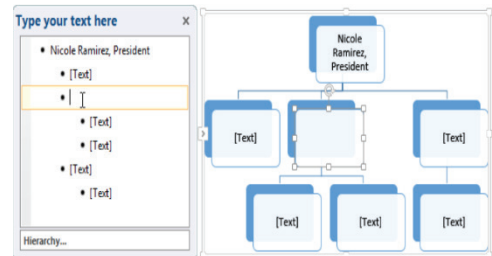 Type your text here x
• Nicole Ramirez, President
• [Text]
•
• [Text]
• [Text]
• [Text]
• [Text]
Hierarchy...
Nicole
Ramirez,
President
[Text] [Text]
[Text] [Text] [Text]